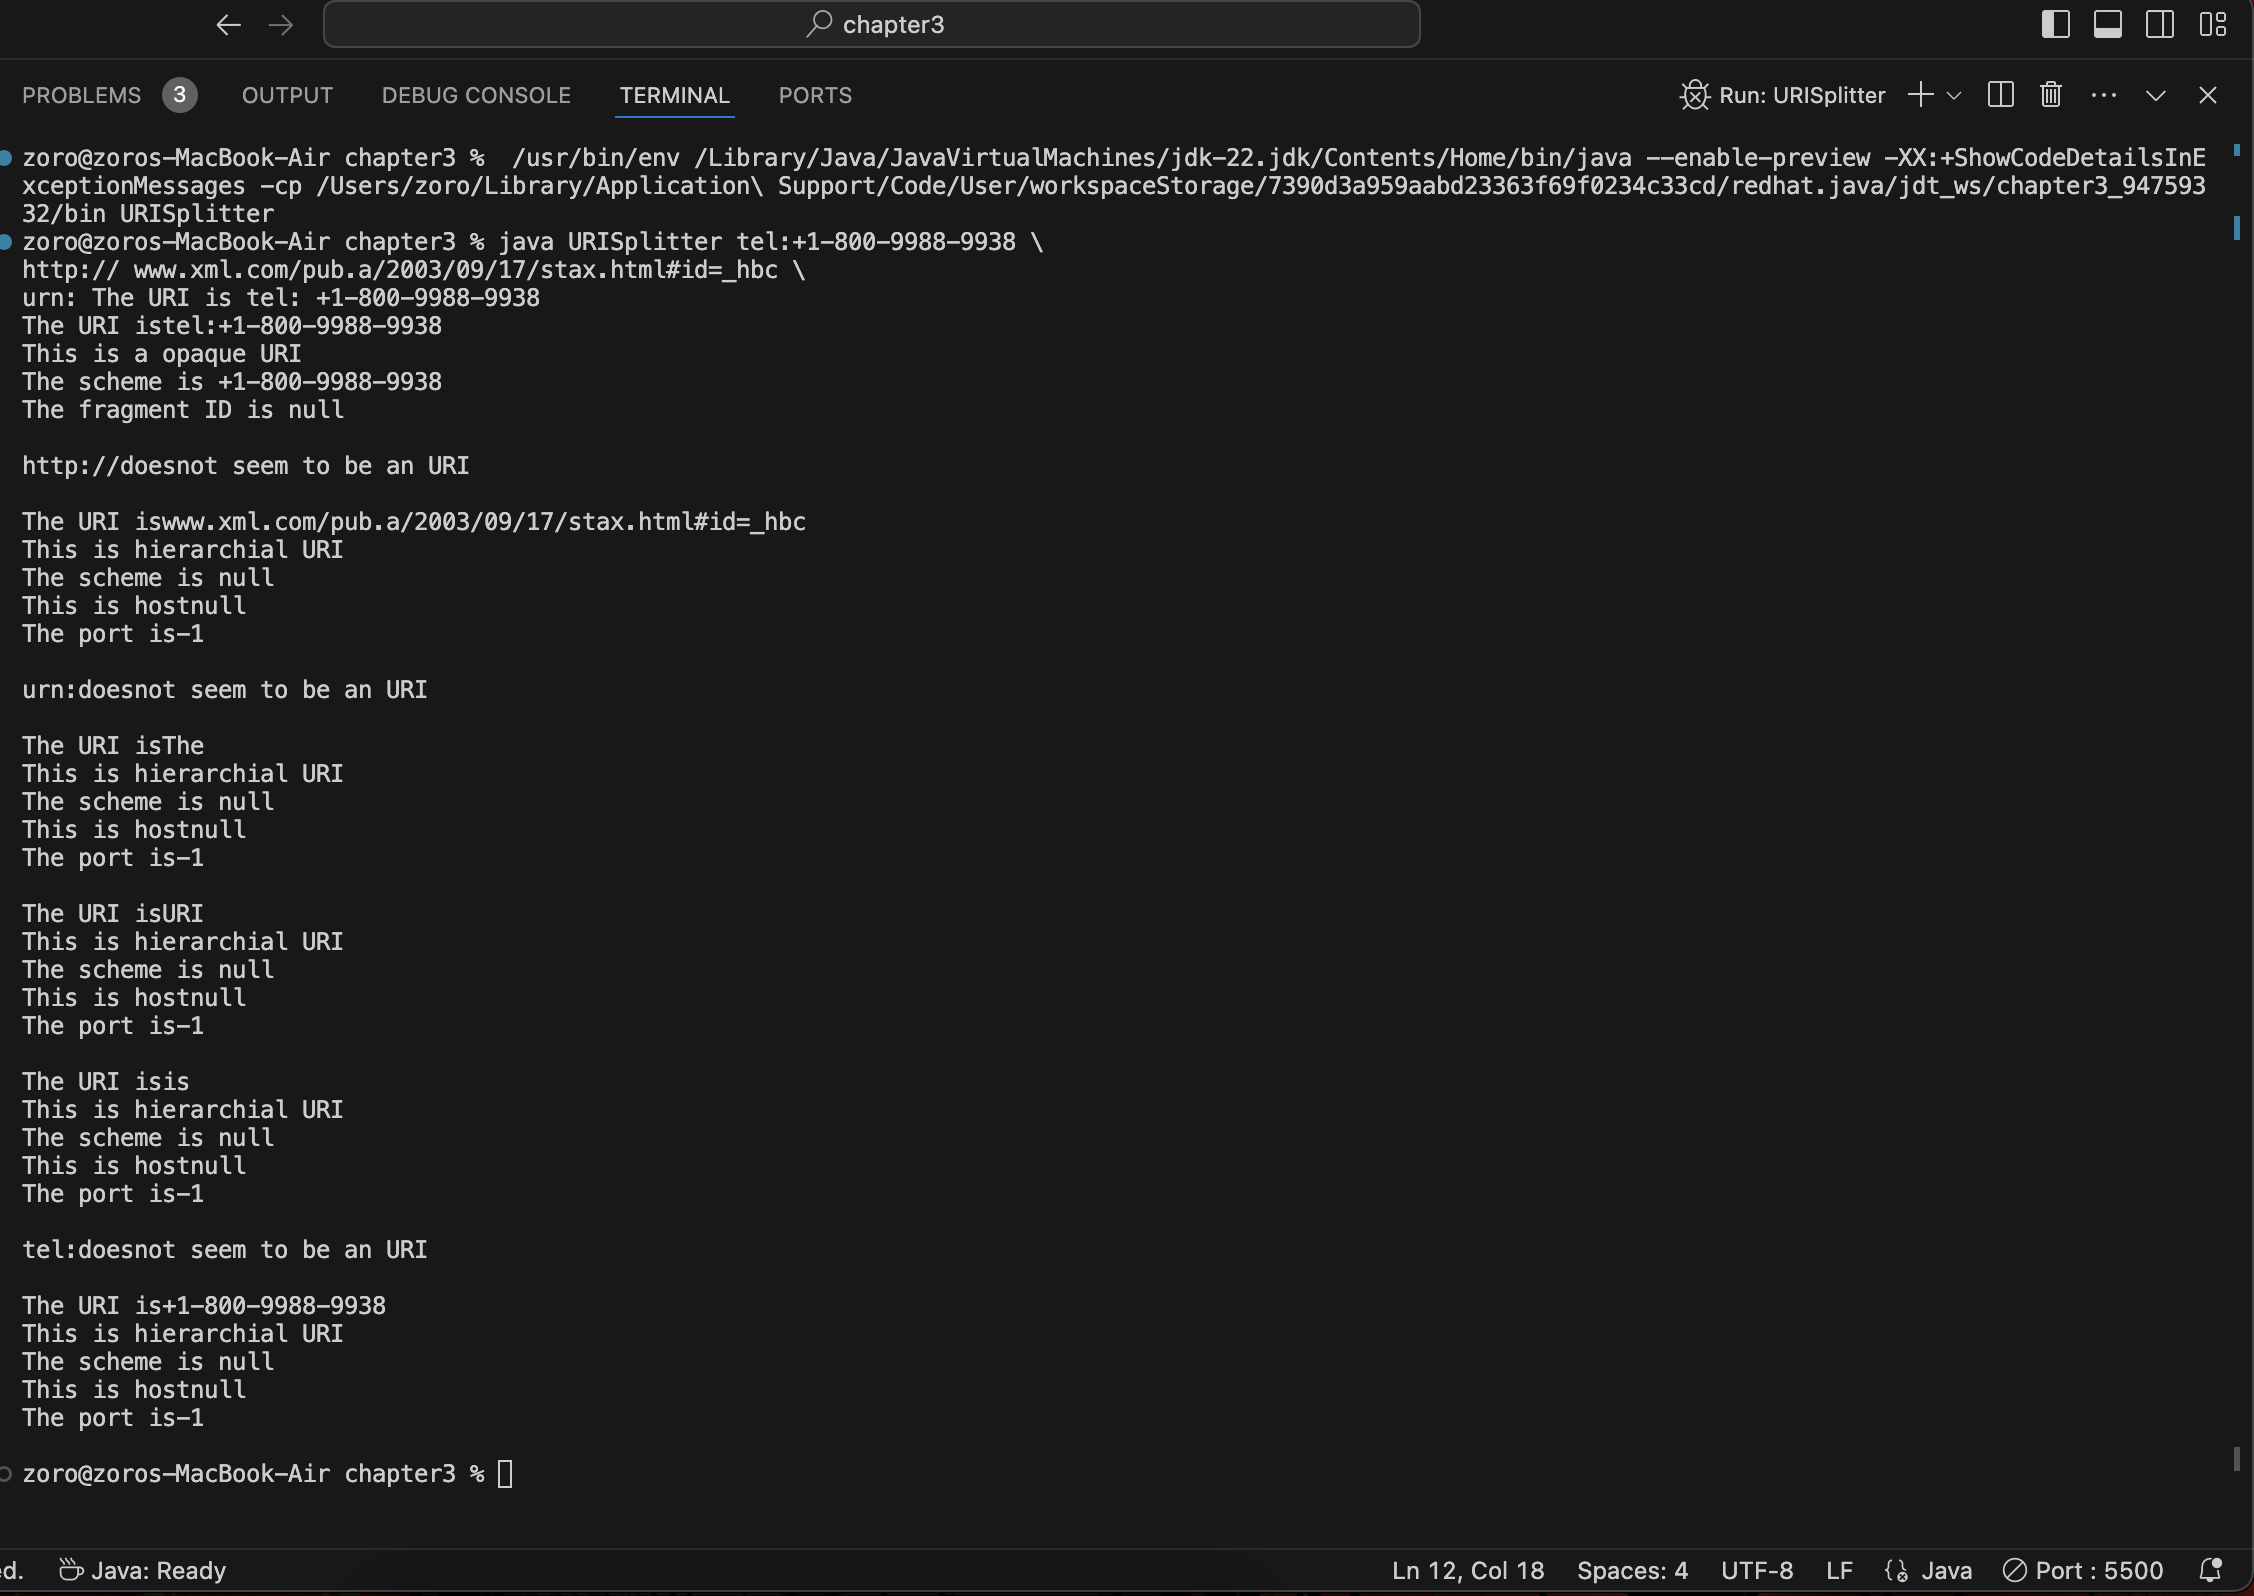 chapter3
PROBLEMS 3 OUTPUT DEBUG CONSOLE TERMINAL PORTS Run: URISplitter
zoro@zoros-MacBook-Air chapter3 %  /usr/bin/env /Library/Java/JavaVirtualMachines/jdk-22.jdk/Contents/Home/bin/java --enable-preview -XX:+ShowCodeDetailsInE
xceptionMessages -cp /Users/zoro/Library/Application\ Support/Code/User/workspaceStorage/7390d3a959aabd23363f69f0234c33cd/redhat.java/jdt_ws/chapter3_947593
32/bin URISplitter
zoro@zoros-MacBook-Air chapter3 % java URISplitter tel:+1-800-9988-9938 \
http:// www.xml.com/pub.a/2003/09/17/stax.html#id=_hbc \
urn: The URI is tel: +1-800-9988-9938
The URI istel:+1-800-9988-9938
This is a opaque URI
The scheme is +1-800-9988-9938
The fragment ID is null
http://doesnot seem to be an URI
The URI iswww.xml.com/pub.a/2003/09/17/stax.html#id=_hbc
This is hierarchial URI
The scheme is null
This is hostnull
The port is-1
urn:doesnot seem to be an URI
The URI isThe
This is hierarchial URI
The scheme is null
This is hostnull
The port is-1
The URI isURI
This is hierarchial URI
The scheme is null
This is hostnull
The port is-1
The URI isis
This is hierarchial URI
The scheme is null
This is hostnull
The port is-1
tel:doesnot seem to be an URI
The URI is+1-800-9988-9938
This is hierarchial URI
The scheme is null
This is hostnull
The port is-1
zoro@zoros-MacBook-Air chapter3 %
d. Java: Ready Ln 12, Col 18 Spaces: 4 UTF-8 LF Java Port : 5500